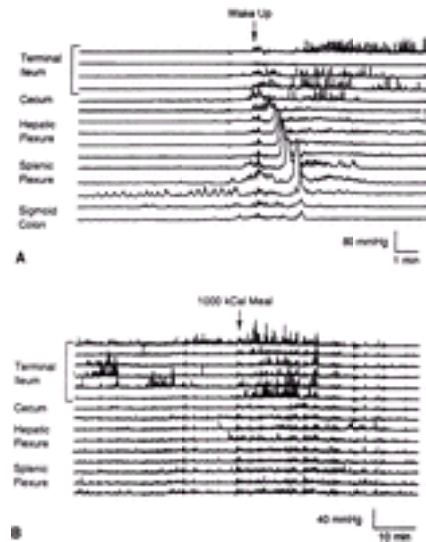 Wake Up
Terminal
Ileum
Cecum
Hepatic
Flexure
Splenic
Flexure
Sigmoid
Colon
80 mmHg
1 min
A
1000 kCal Meal
Terminal
Ileum
Cecum
Hepatic
Flexure
Splenic
Flexure
40 mmHg
10 min
B